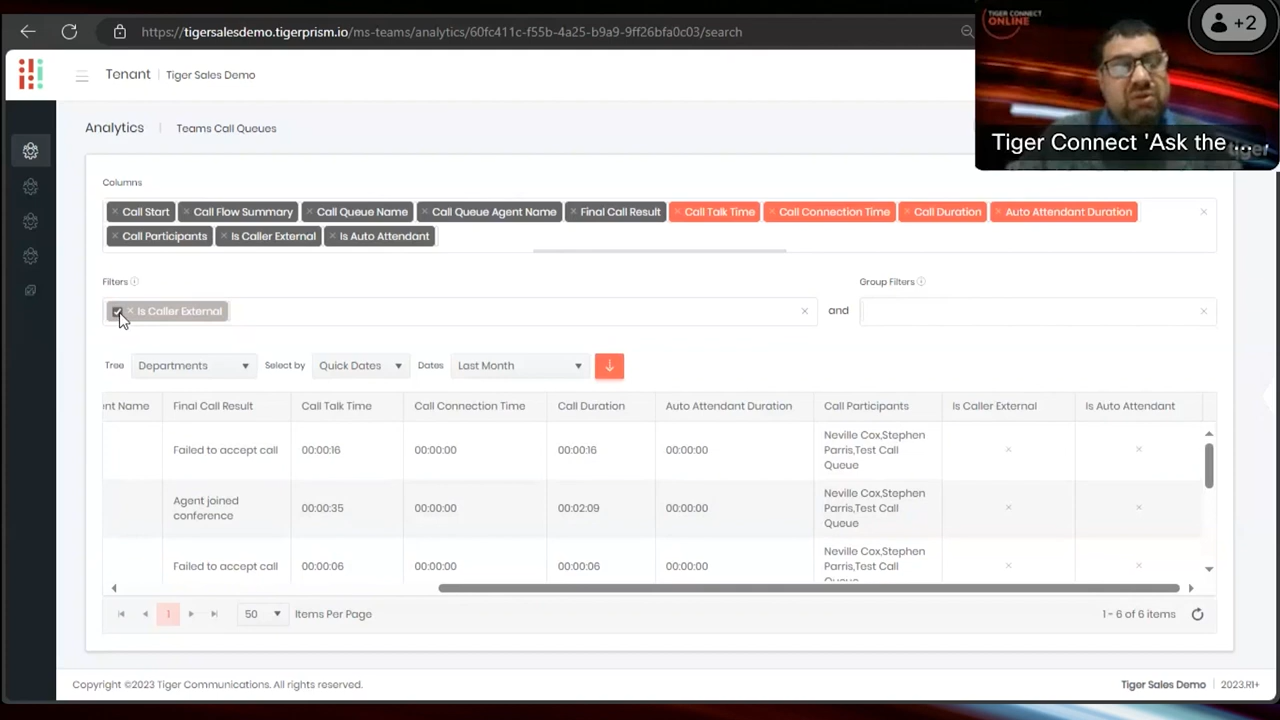 https://tigersalesdemo.tigerprism.io/ms-teams/analytics/60fc411c-f55b-4a25-b9a9-9ff26bfa0c03/search
TIGER CONNECT
ONLINE
+2
Tiger Connect 'Ask the ...
tiger
Tenant | Tiger Sales Demo
Analytics | Teams Call Queues
Columns
× Call Start × Call Flow Summary × Call Queue Name × Call Queue Agent Name × Final Call Result × Call Talk Time × Call Connection Time × Call Duration × Auto Attendant Duration
× Call Participants × Is Caller External × Is Auto Attendant
Filters Group Filters
× Is Caller External and
Tree Departments Select by Quick Dates Dates Last Month
nt Name Final Call Result Call Talk Time Call Connection Time Call Duration Auto Attendant Duration Call Participants Is Caller External Is Auto Attendant
Failed to accept call 00:00:16 00:00:00 00:00:16 00:00:00 Neville Cox,Stephen
Parris,Test Call
Queue × ×
Agent joined
conference 00:00:35 00:00:00 00:02:09 00:00:00 Neville Cox,Stephen
Parris,Test Call
Queue × ×
Failed to accept call 00:00:06 00:00:00 00:00:06 00:00:00 Neville Cox,Stephen
Parris,Test Call
Queue × ×
1 50 Items Per Page 1 - 6 of 6 items
Copyright ©2023 Tiger Communications. All rights reserved. Tiger Sales Demo | 2023.R1+